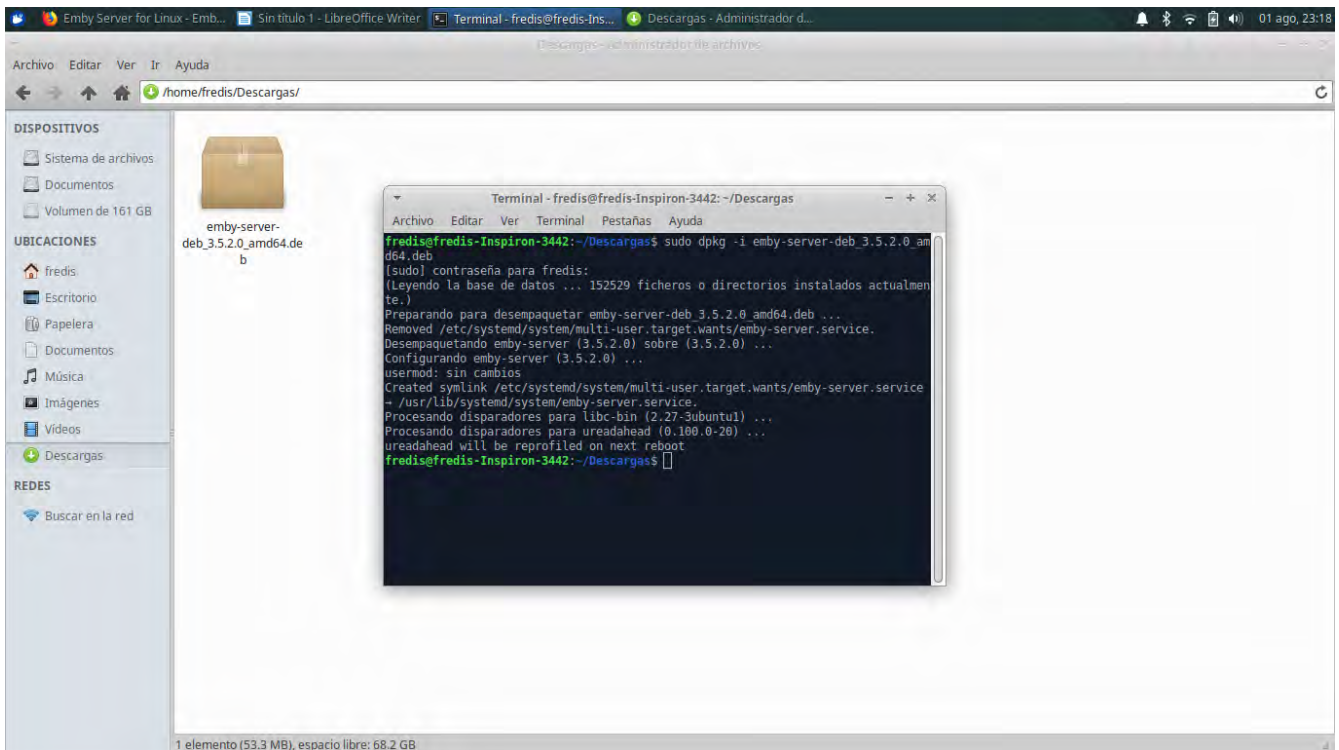 Emby Server for Linux - Emb... Sin título 1 - LibreOffice Writer Terminal - fredis@fredis-Ins... Descargas - Administrador d... 01 ago, 23:18
Descargas - Administrador de archivos
Archivo Editar Ver Ir Ayuda
/home/fredis/Descargas/
DISPOSITIVOS
Sistema de archivos
Documentos
Volumen de 161 GB
UBICACIONES
fredis
Escritorio
Papelera
Documentos
Música
Imágenes
Vídeos
Descargas
REDES
Buscar en la red
emby-server-
deb_3.5.2.0_amd64.de
b
Terminal - fredis@fredis-Inspiron-3442: ~/Descargas
Archivo Editar Ver Terminal Pestañas Ayuda
fredis@fredis-Inspiron-3442:~/Descargas$ sudo dpkg -i emby-server-deb_3.5.2.0_am
d64.deb
[sudo] contraseña para fredis:
(Leyendo la base de datos ... 152529 ficheros o directorios instalados actualmen
te.)
Preparando para desempaquetar emby-server-deb_3.5.2.0_amd64.deb ...
Removed /etc/systemd/system/multi-user.target.wants/emby-server.service.
Desempaquetando emby-server (3.5.2.0) sobre (3.5.2.0) ...
Configurando emby-server (3.5.2.0) ...
usermod: sin cambios
Created symlink /etc/systemd/system/multi-user.target.wants/emby-server.service
→ /usr/lib/systemd/system/emby-server.service.
Procesando disparadores para libc-bin (2.27-3ubuntu1) ...
Procesando disparadores para ureadahead (0.100.0-20) ...
ureadahead will be reprofiled on next reboot
fredis@fredis-Inspiron-3442:~/Descargas$
1 elemento (53.3 MB), espacio libre: 68.2 GB